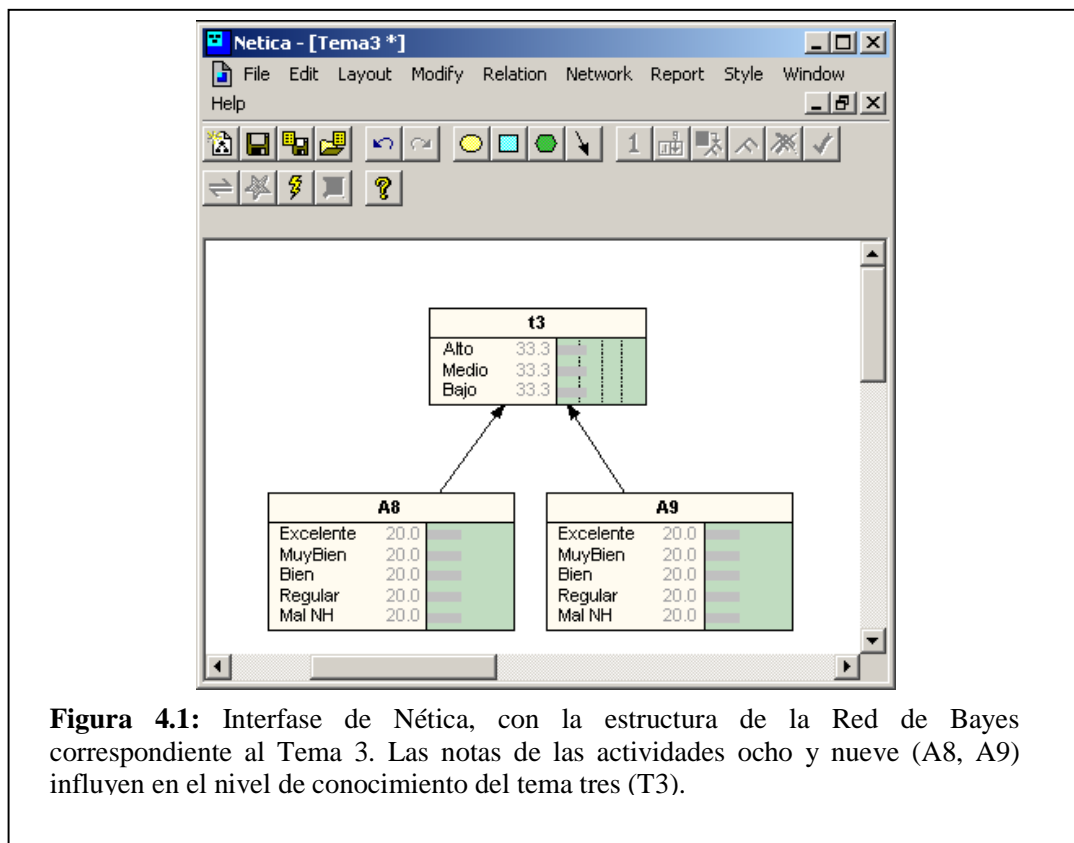 Netica - [Tema3 *]
File Edit Layout Modify Relation Network Report Style Window
Help
1
?
t3
Alto 33.3
Medio 33.3
Bajo 33.3
A8
Excelente 20.0
MuyBien 20.0
Bien 20.0
Regular 20.0
Mal NH 20.0
A9
Excelente 20.0
MuyBien 20.0
Bien 20.0
Regular 20.0
Mal NH 20.0
Figura 4.1: Interfase de Nética, con la estructura de la Red de Bayes
correspondiente al Tema 3. Las notas de las actividades ocho y nueve (A8, A9)
influyen en el nivel de conocimiento del tema tres (T3).